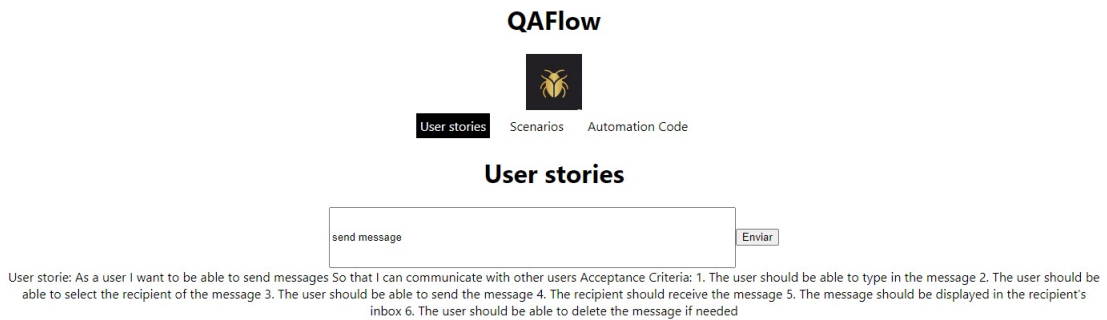 QAFlow
User stories Scenarios Automation Code
User stories
send message Enviar
User storie: As a user I want to be able to send messages So that I can communicate with other users Acceptance Criteria: 1. The user should be able to type in the message 2. The user should be
able to select the recipient of the message 3. The user should be able to send the message 4. The recipient should receive the message 5. The message should be displayed in the recipient's
inbox 6. The user should be able to delete the message if needed